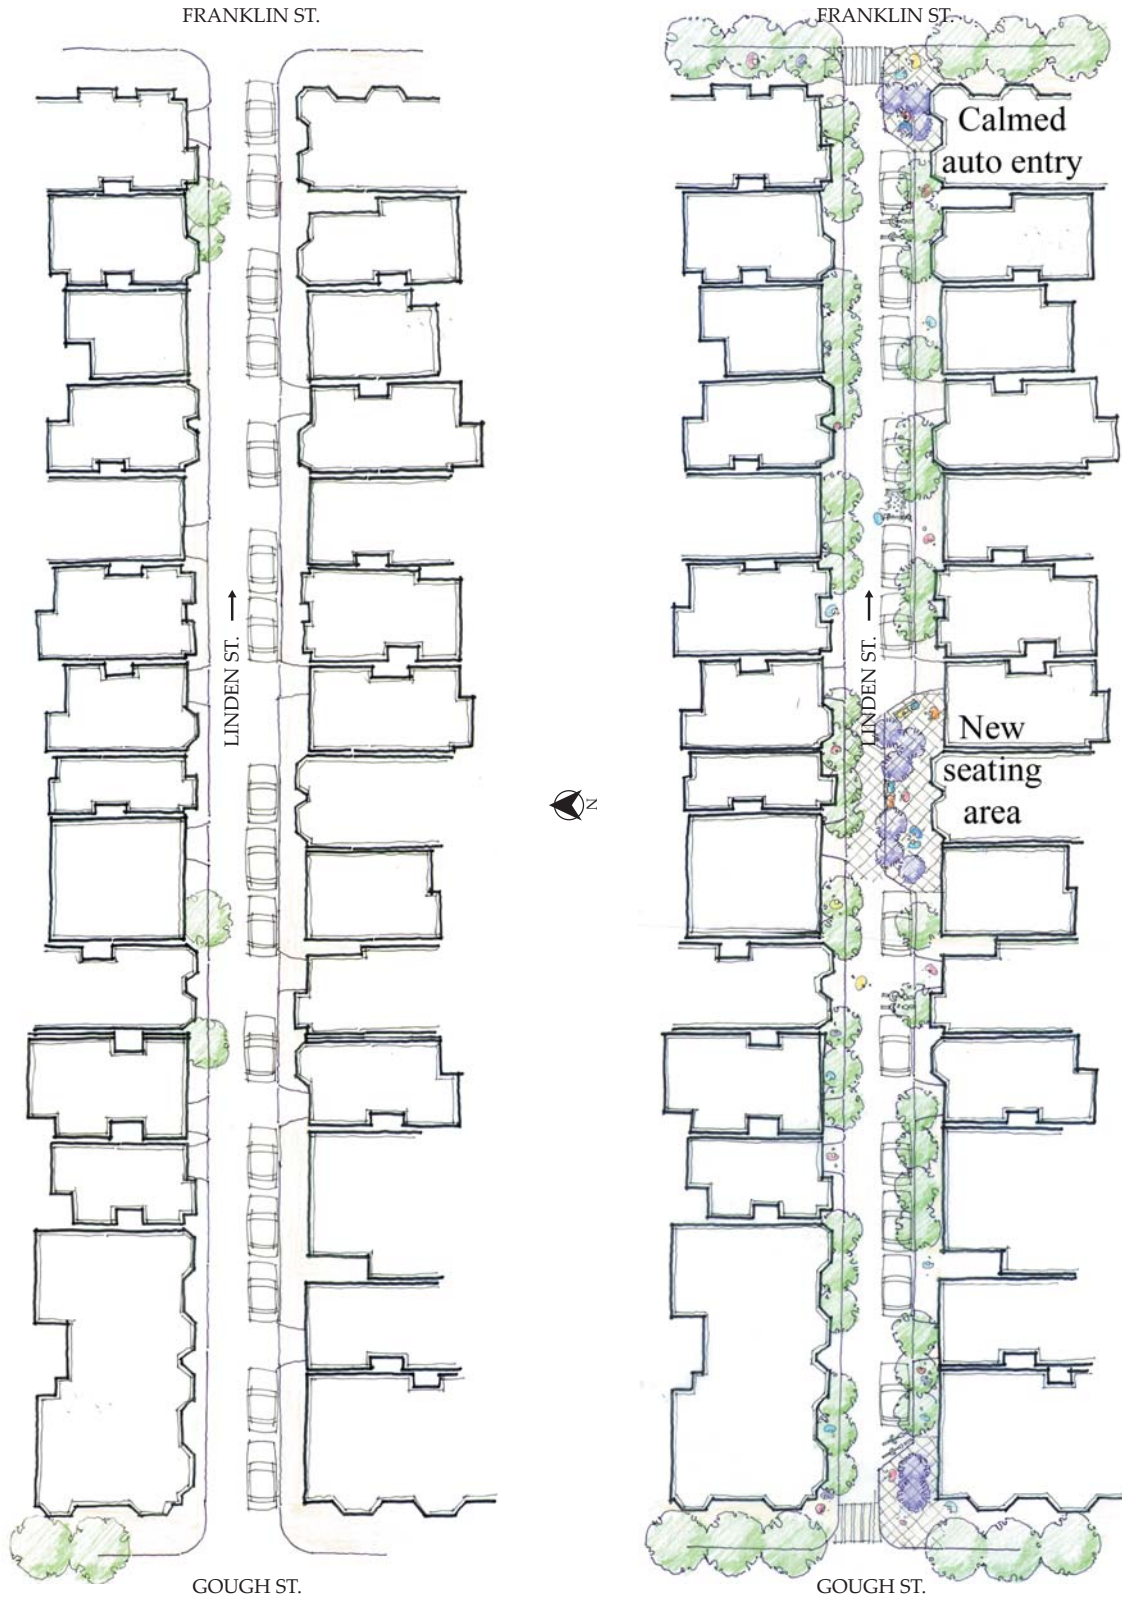 FRANKLIN ST.
FRANKLIN ST.
Calmed
auto entry
LINDEN ST.
LINDEN ST.
New
seating
area
N
GOUGH ST.
GOUGH ST.